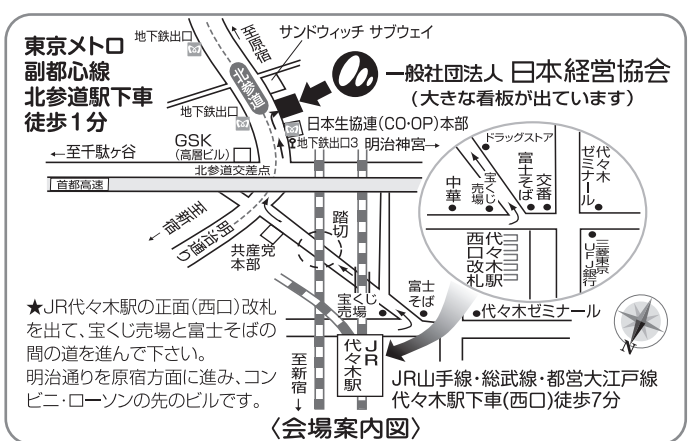 東京メトロ
副都心線
北参道駅下車
徒歩1分
地下鉄出口
至原宿
サンドウィッチ サブウェイ
北参道
一般社団法人 日本経営協会
(大きな看板が出ています)
地下鉄出口
日本生協連(CO・OP)本部
地下鉄出口3
明治神宮→
GSK
(高層ビル)
←至千駄ヶ谷
北参道交差点
首都高速
至新宿
明治通り
共産党
本部
踏切
ドラッグストア
中華
宝くじ
売場
富士そば
交番
代々木
ゼミナール
代々木駅
西口改札
三菱東京
UFJ銀行
宝くじ
売場
富士
そば
代々木ゼミナール
★JR代々木駅の正面(西口)改札
を出て、宝くじ売場と富士そばの
間の道を進んで下さい。
明治通りを原宿方面に進み、コン
ビニ・ローソンの先のビルです。
至新宿
JR
代々木駅
N
JR山手線・総武線・都営大江戸線
代々木駅下車(西口)徒歩7分
〈会場案内図〉